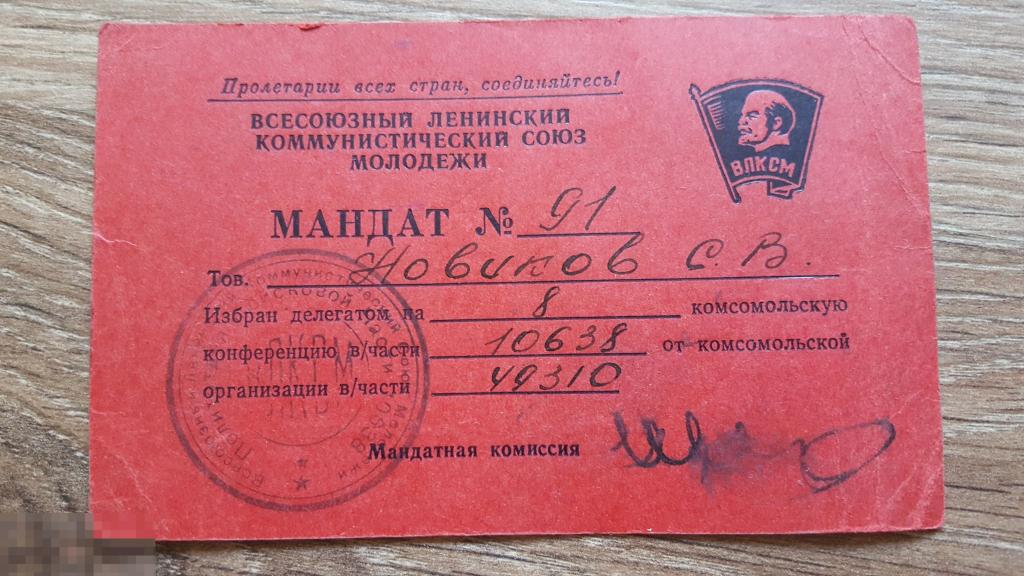 Пролетарии всех стран, соединяйтесь!
ВСЕСОЮЗНЫЙ ЛЕНИНСКИЙ
КОММУНИСТИЧЕСКИЙ СОЮЗ
МОЛОДЕЖИ
ВЛКСМ
МАНДАТ № 91
Тов. Новиков С. В.
Избран делегатом на 8 комсомольскую
конференцию в/части 10638 от комсомольской
организации в/части 49310
Мандатная комиссия